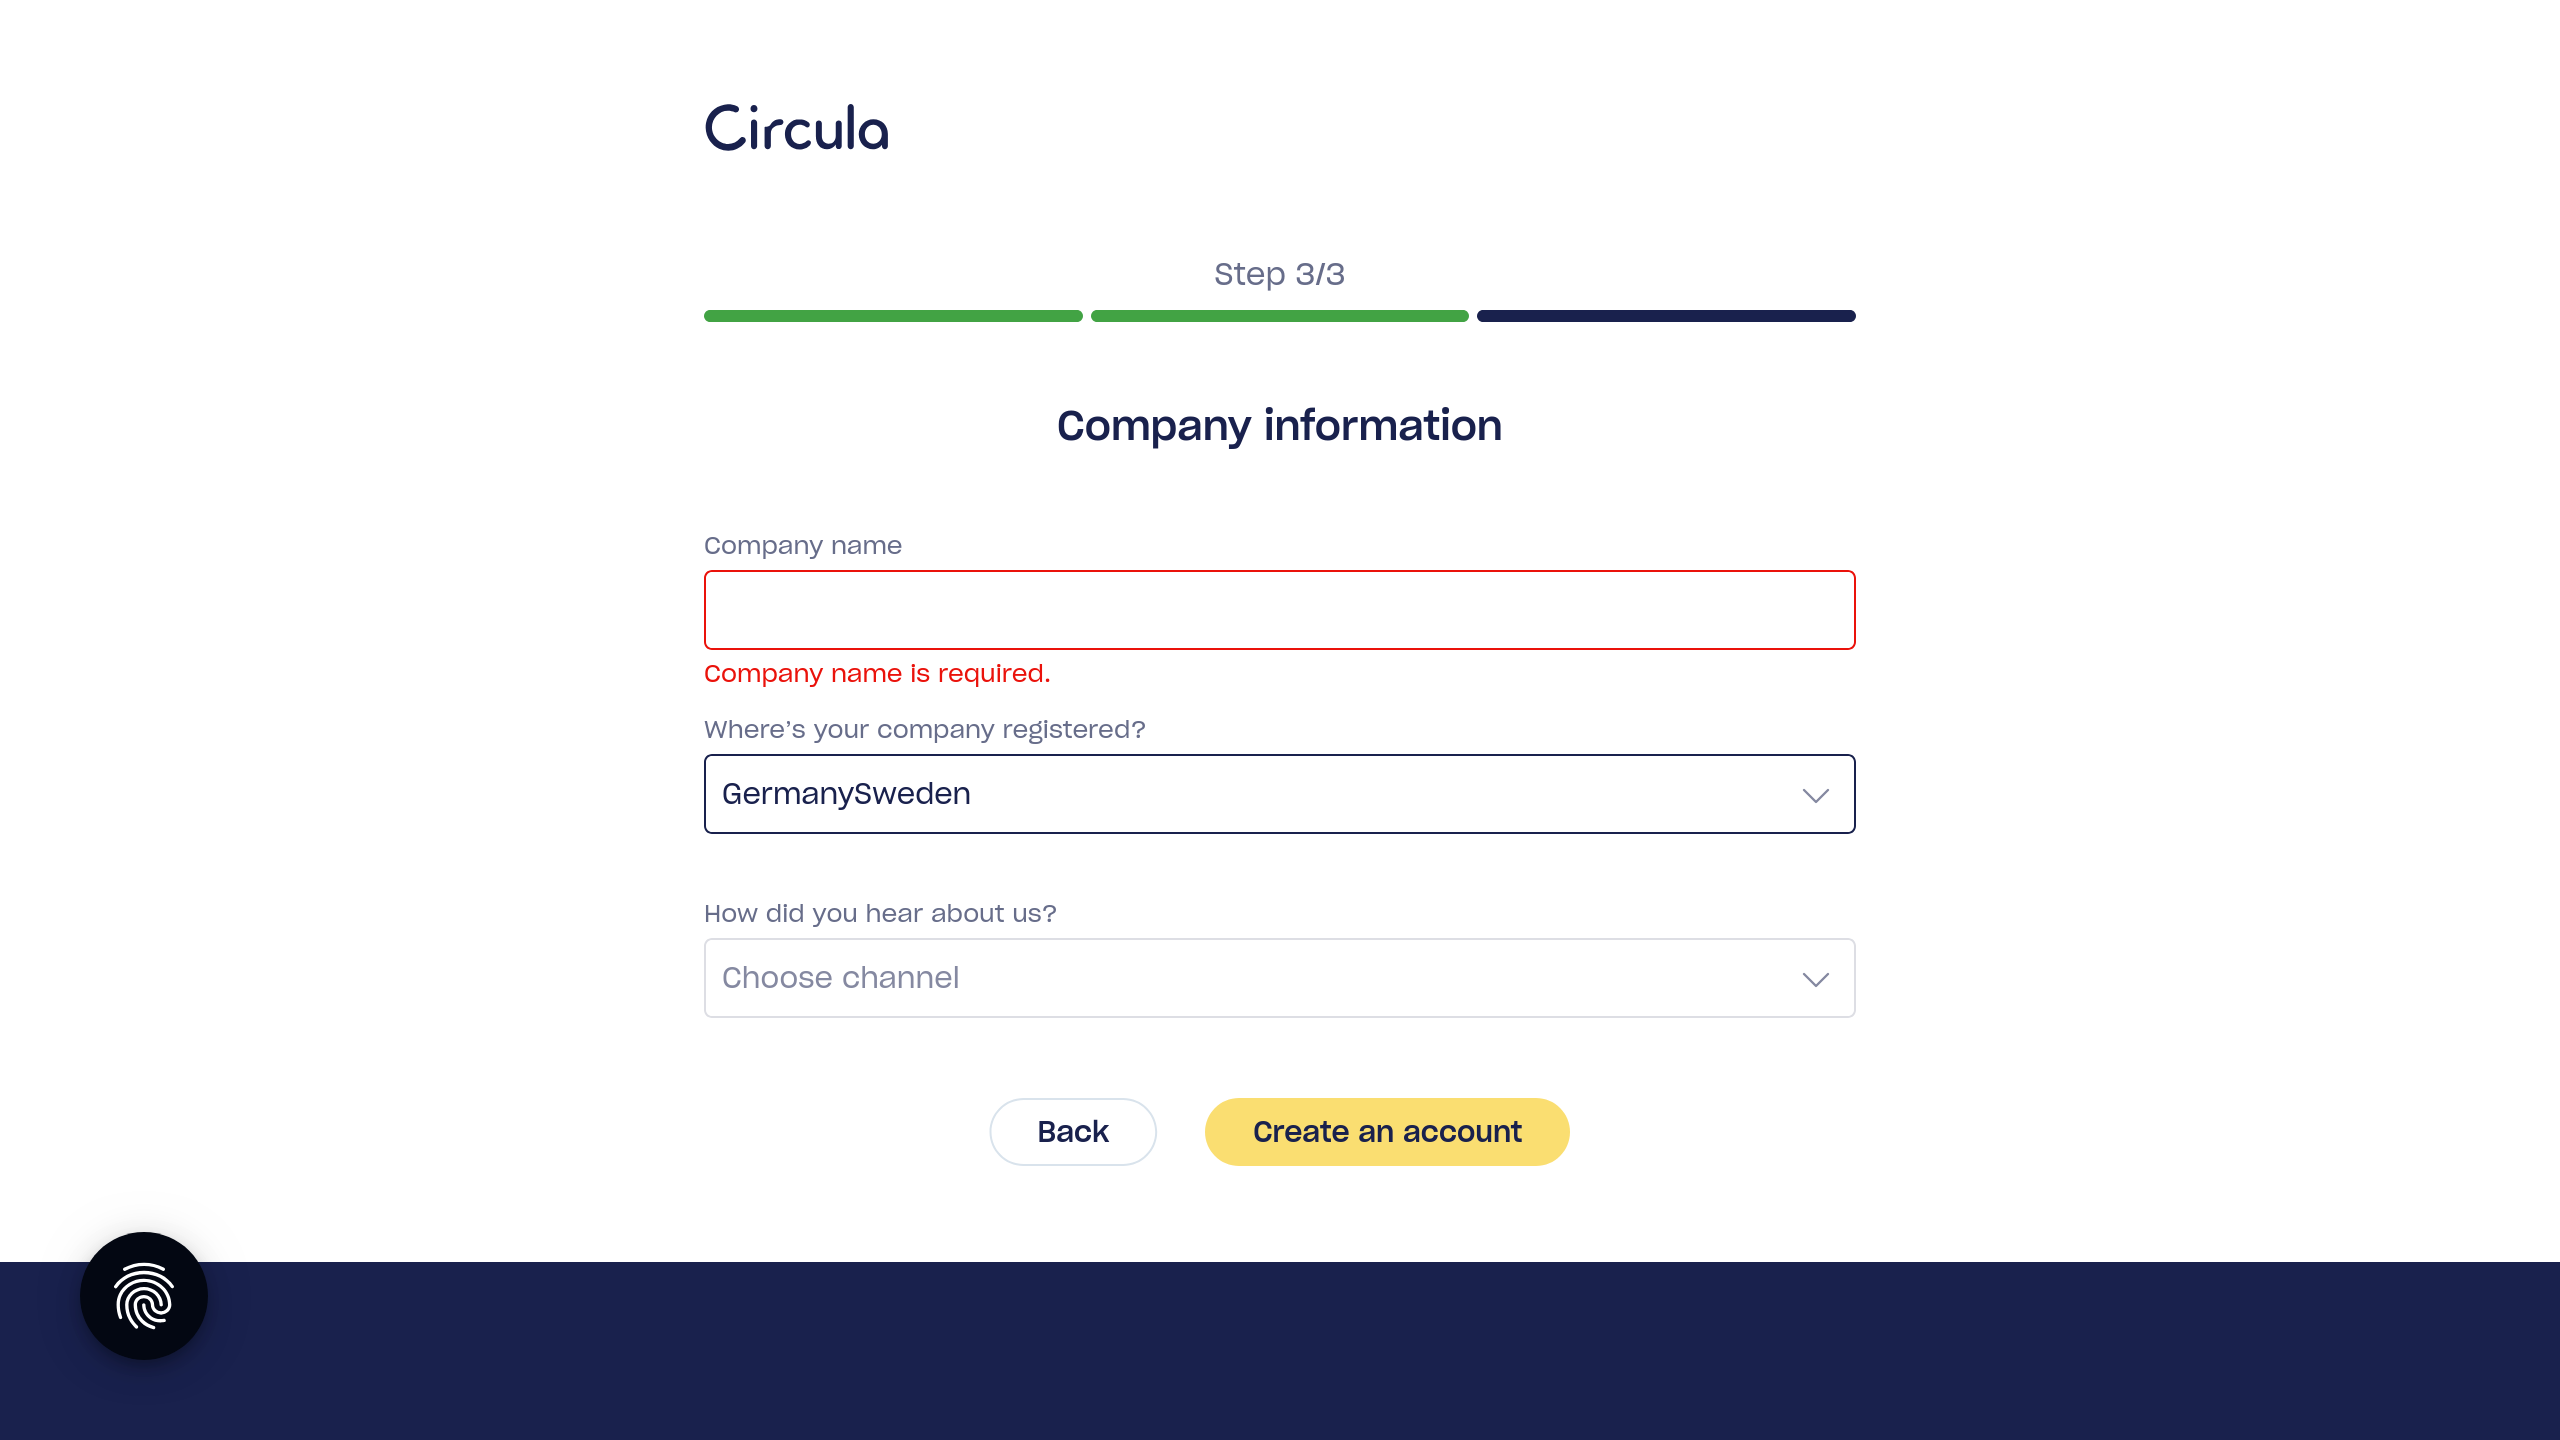 Circula
Step 3/3
Company information
Company name
Company name is required.
Where’s your company registered?
GermanySweden
How did you hear about us?
Choose channel
Back
Create an account